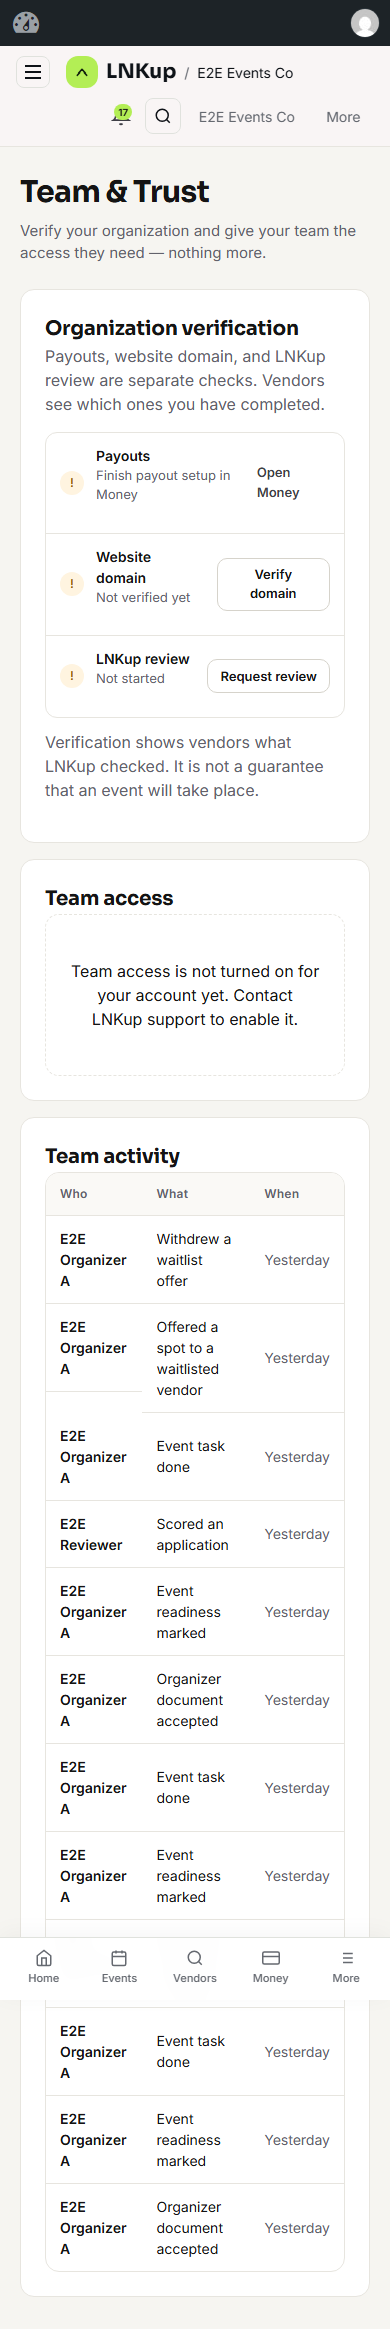 LNKup / E2E Events Co
17
E2E Events Co
More
Team & Trust
Verify your organization and give your team the
access they need — nothing more.
Organization verification
Payouts, website domain, and LNKup
review are separate checks. Vendors
see which ones you have completed.
!
Payouts
Finish payout setup in
Money
Open
Money
!
Website
domain
Not verified yet
Verify
domain
!
LNKup review
Not started
Request review
Verification shows vendors what
LNKup checked. It is not a guarantee
that an event will take place.
Team access
Team access is not turned on for
your account yet. Contact
LNKup support to enable it.
Team activity
Who
What
When
E2E
Organizer
A
Withdrew a
waitlist
offer
Yesterday
E2E
Organizer
A
Offered a
spot to a
waitlisted
vendor
Yesterday
E2E
Organizer
A
Event task
done
Yesterday
E2E
Reviewer
Scored an
application
Yesterday
E2E
Organizer
A
Event
readiness
marked
Yesterday
E2E
Organizer
A
Organizer
document
accepted
Yesterday
E2E
Organizer
A
Event task
done
Yesterday
E2E
Organizer
A
Event
readiness
marked
Yesterday
Home
Events
Vendors
Money
More
E2E
Organizer
A
Event task
done
Yesterday
E2E
Organizer
A
Event
readiness
marked
Yesterday
E2E
Organizer
A
Organizer
document
accepted
Yesterday